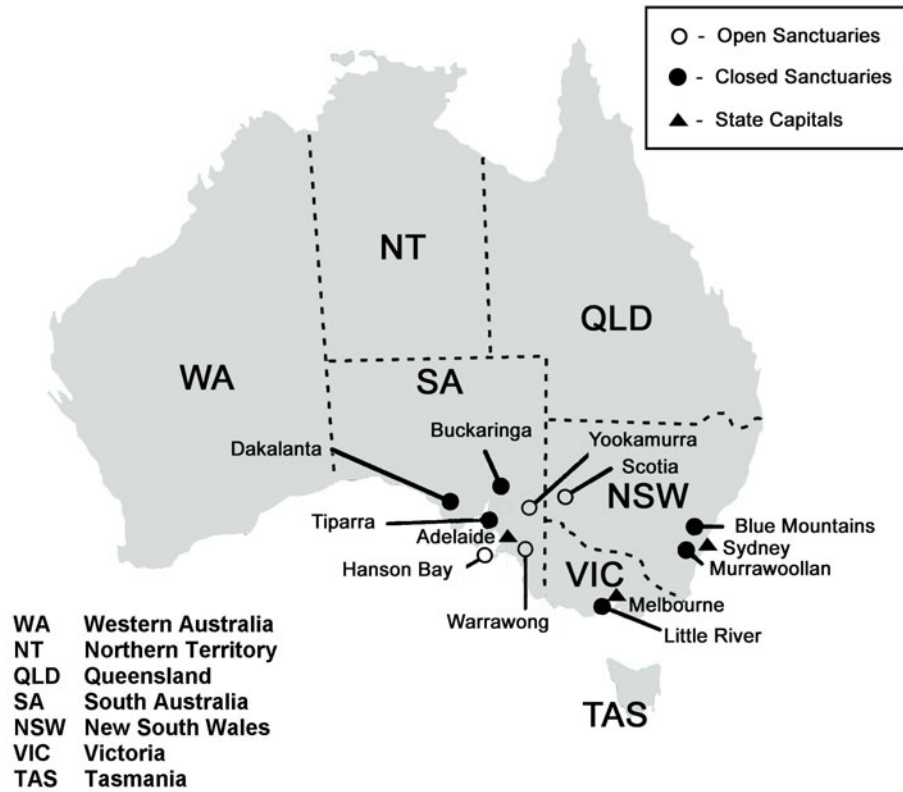 - Open Sanctuaries
- Closed Sanctuaries
- State Capitals
NT
QLD
WA
SA
Buckaringa
Yookamurra
Dakalanta
Scotia
NSW
Tiparra
Blue Mountains
Adelaide
Sydney
Hanson Bay
Murrawoollan
VIC
Melbourne
Warrawong
Little River
TAS
WA Western Australia
NT Northern Territory
QLD Queensland
SA South Australia
NSW New South Wales
VIC Victoria
TAS Tasmania